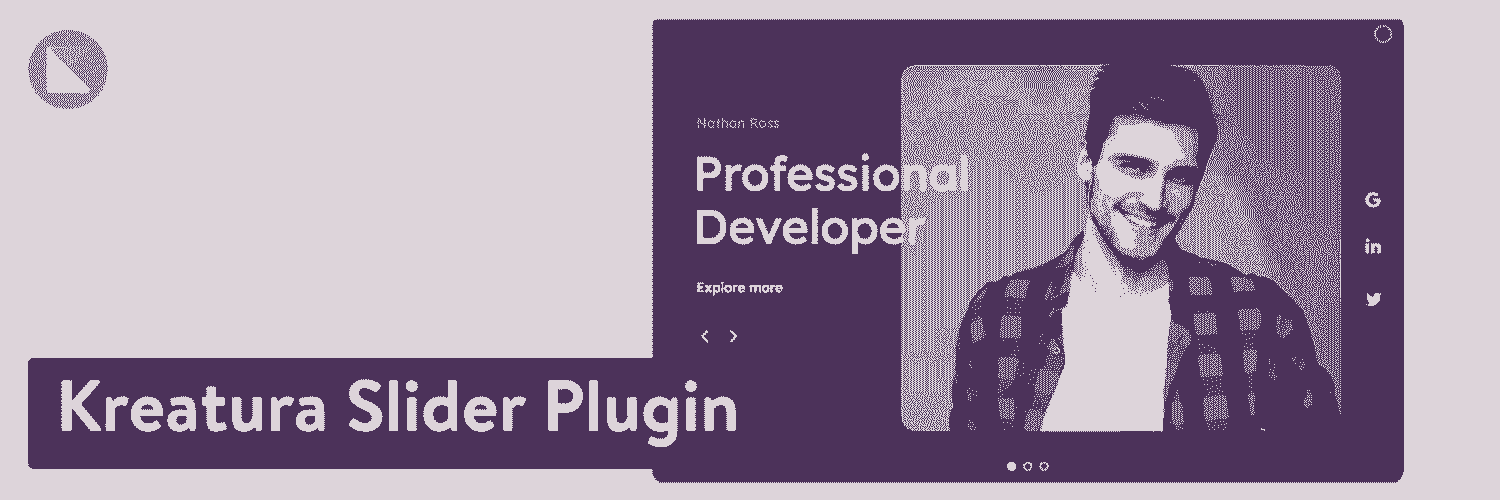 Nathan Ross
Professional
Developer
Explore more
Kreatura Slider Plugin